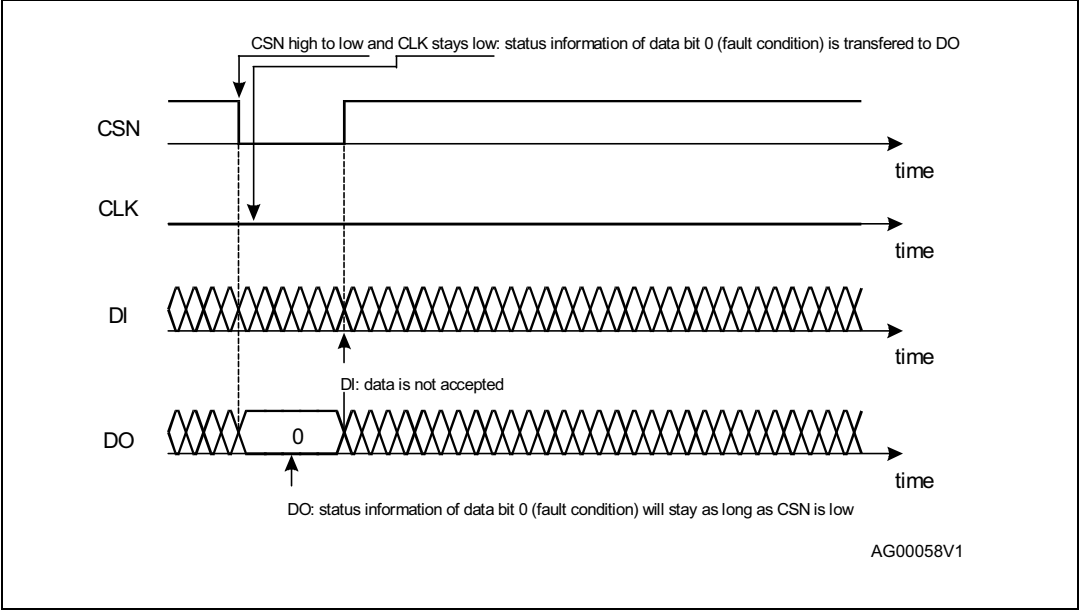 CSN high to low and CLK stays low: status information of data bit 0 (fault condition) is transfered to DO
CSN
time
CLK
time
DI
time
DI: data is not accepted
DO
0
time
DO: status information of data bit 0 (fault condition) will stay as long as CSN is low
AG00058V1